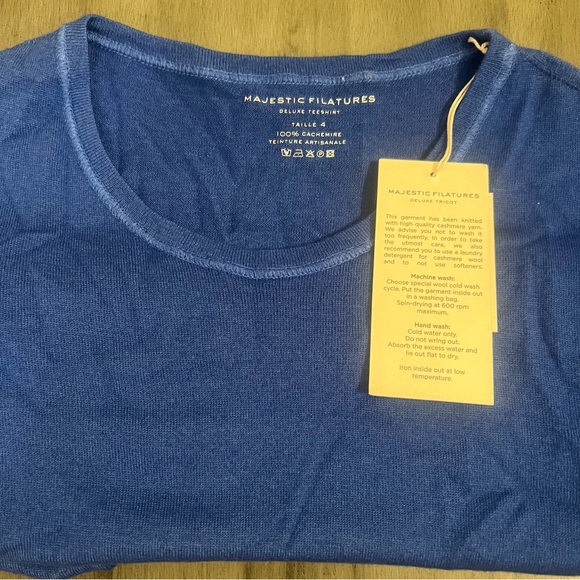 MAJESTIC FILATURES
DELUXE TEESHIRT
TAILLE 4
100% CACHEMIRE
TEINTURE ARTISANALE
MAJESTIC FILATURES
DELUXE TRICOT
This garment has been knitted
with high quality cashmere yarn.
We advise you not to wash it
too frequently. In order to take
the utmost care, we also
recommend you to use a laundry
detergent for cashmere wool
and to not use softeners.
Machine wash:
Choose special wool cold wash
cycle. Put the garment inside out
in a washing bag.
Spin-drying at 600 rpm
maximum.
Hand wash:
Cold water only.
Do not wring out.
Absorb the excess water and
lie out flat to dry.
Iron inside out at low
temperature.